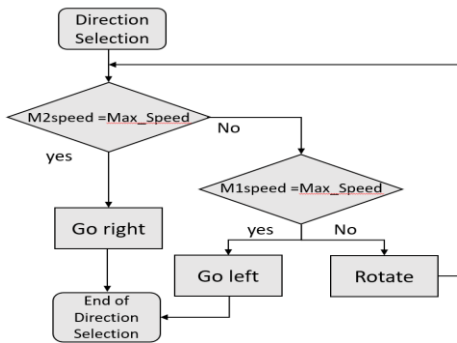 Direction
Selection
M2speed =Max_Speed
No
yes
M1speed =Max_Speed
yes
No
Go right
Go left
Rotate
End of
Direction
Selection